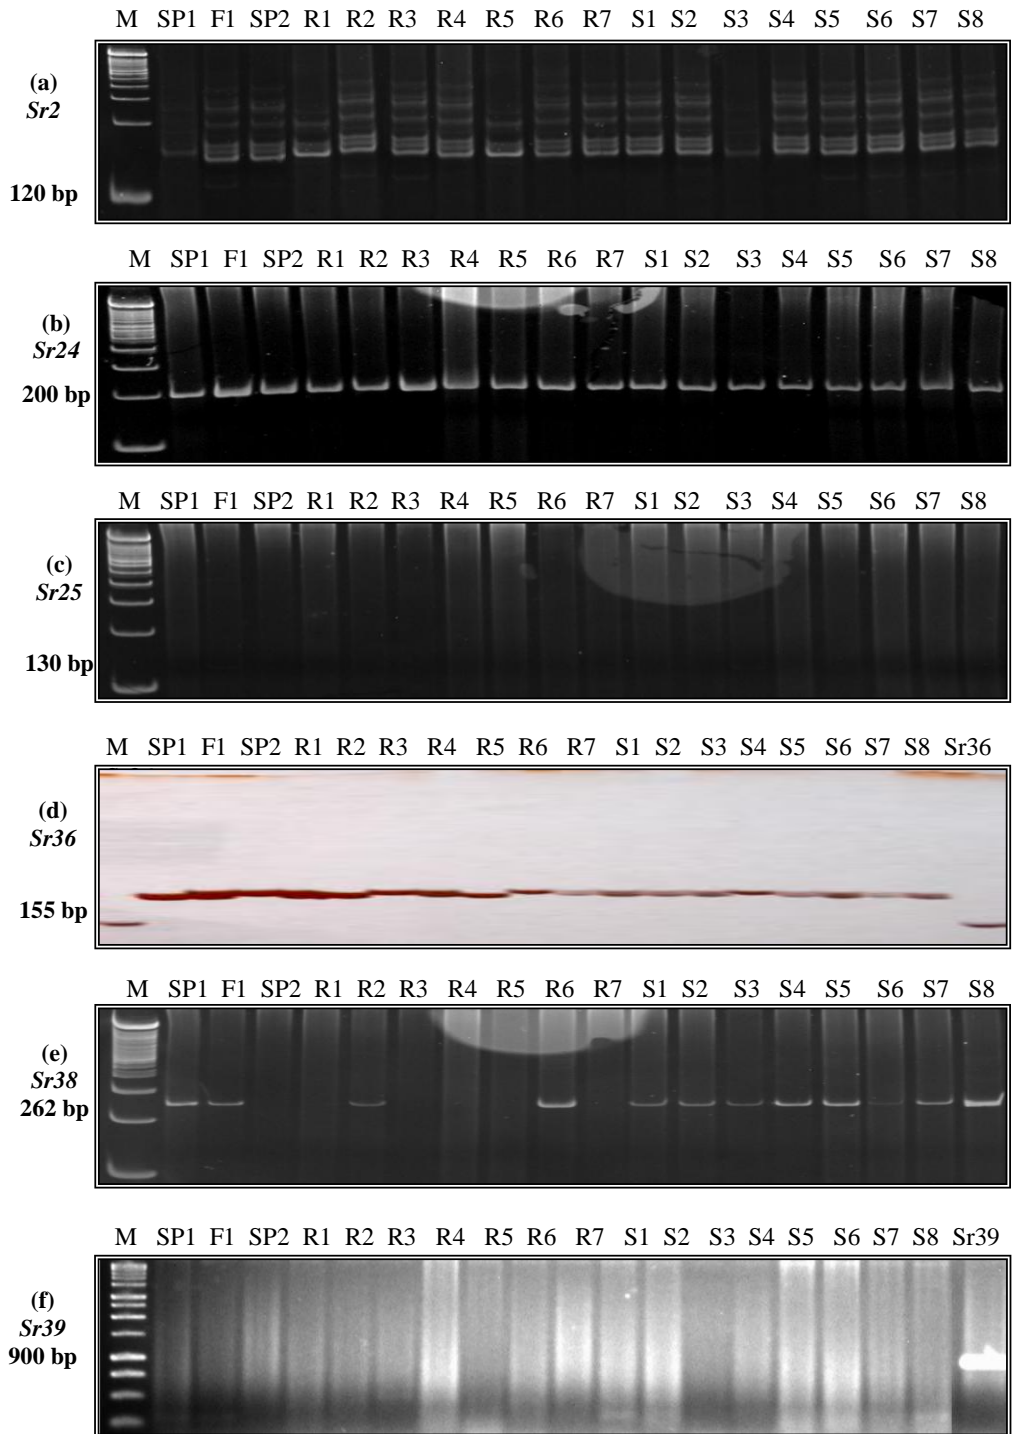 M SP1 F1 SP2 R1 R2 R3 R4 R5 R6 R7 S1 S2 S3 S4 S5 S6 S7 S8
(a)
Sr2
120 bp
M SP1 F1 SP2 R1 R2 R3 R4 R5 R6 R7 S1 S2 S3 S4 S5 S6 S7 S8
(b)
Sr24
200 bp
M SP1 F1 SP2 R1 R2 R3 R4 R5 R6 R7 S1 S2 S3 S4 S5 S6 S7 S8
(c)
Sr25
130 bp
M SP1 F1 SP2 R1 R2 R3 R4 R5 R6 R7 S1 S2 S3 S4 S5 S6 S7 S8 Sr36
(d)
Sr36
155 bp
M SP1 F1 SP2 R1 R2 R3 R4 R5 R6 R7 S1 S2 S3 S4 S5 S6 S7 S8
(e)
Sr38
262 bp
M SP1 F1 SP2 R1 R2 R3 R4 R5 R6 R7 S1 S2 S3 S4 S5 S6 S7 S8 Sr39
(f)
Sr39
900 bp